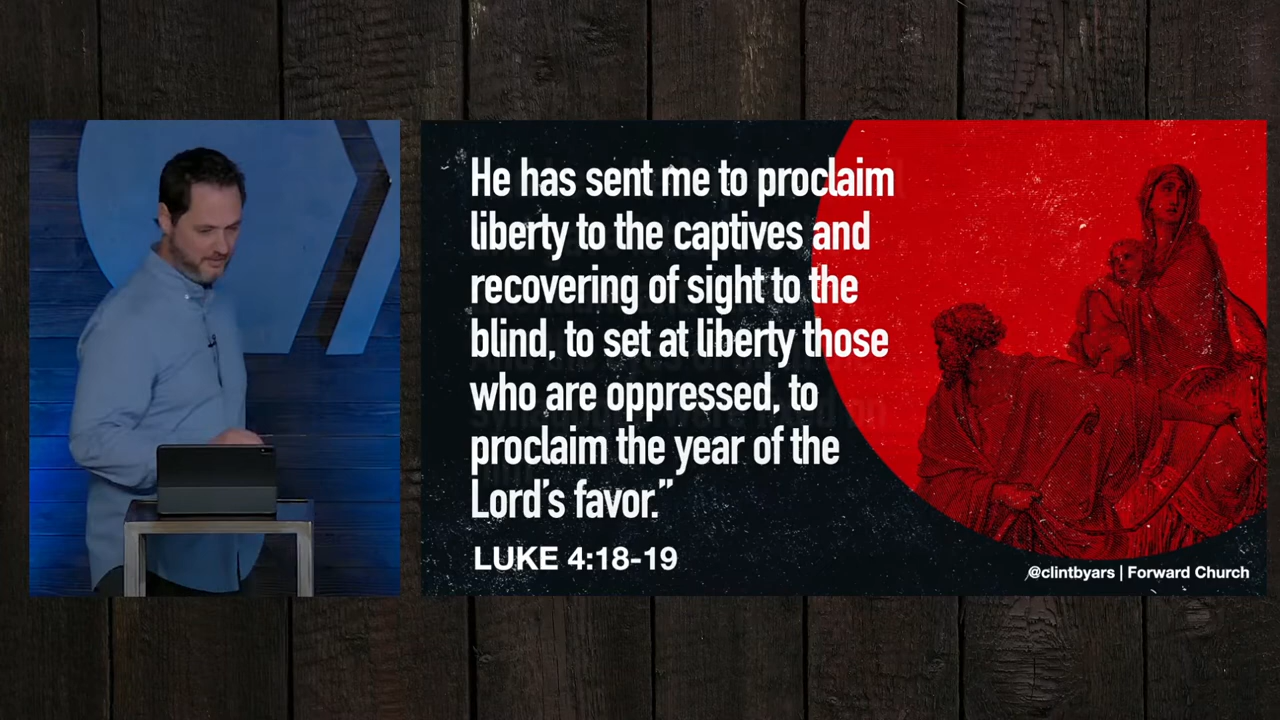 He has sent me to proclaim
liberty to the captives and
recovering of sight to the
blind, to set at liberty those
who are oppressed, to
proclaim the year of the
Lord's favor.”
LUKE 4:18-19
@clintbyars | Forward Church